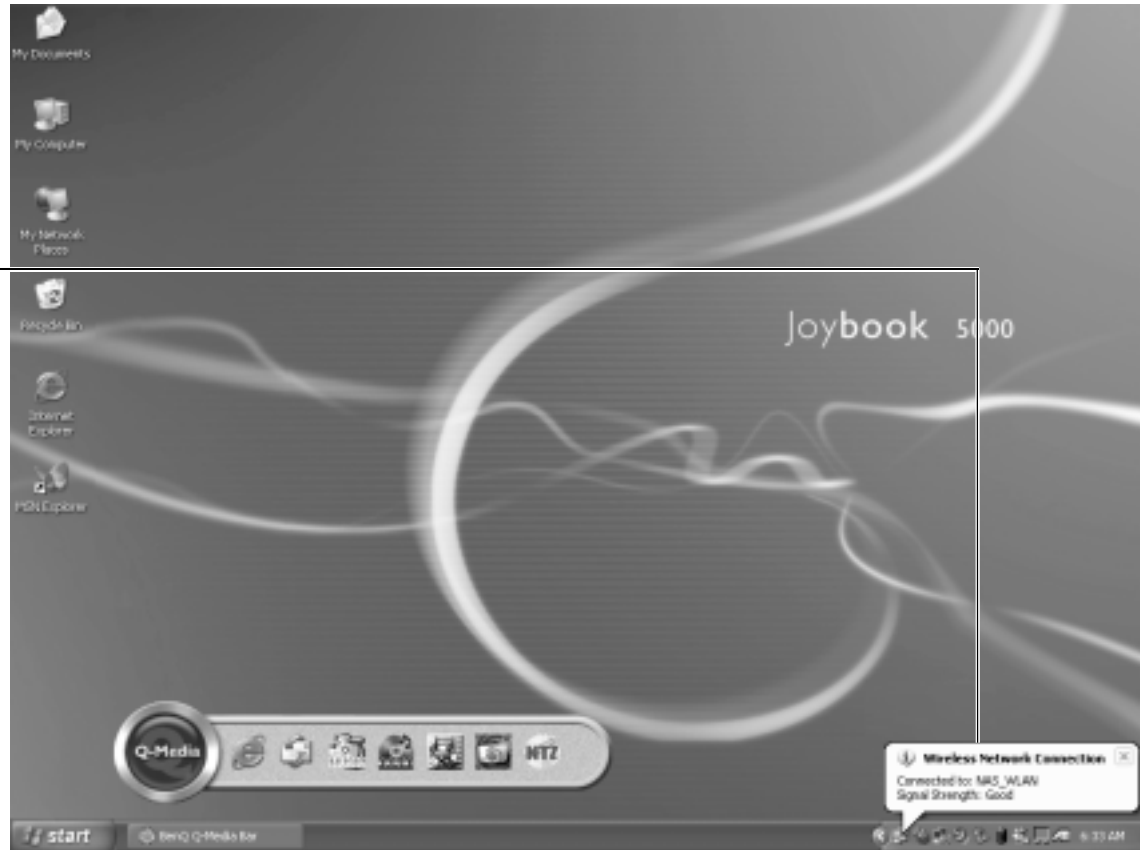 My Documents
My Computer
My Network
Places
Recycle Bin
Internet
Explorer
MSN Explorer
Joybook 5000
Q-Media
NTI
Wireless Network Connection
Connected to: NAS_WLAN
Signal Strength: Good
start
BenQ Q-Media Bar
6:33 AM